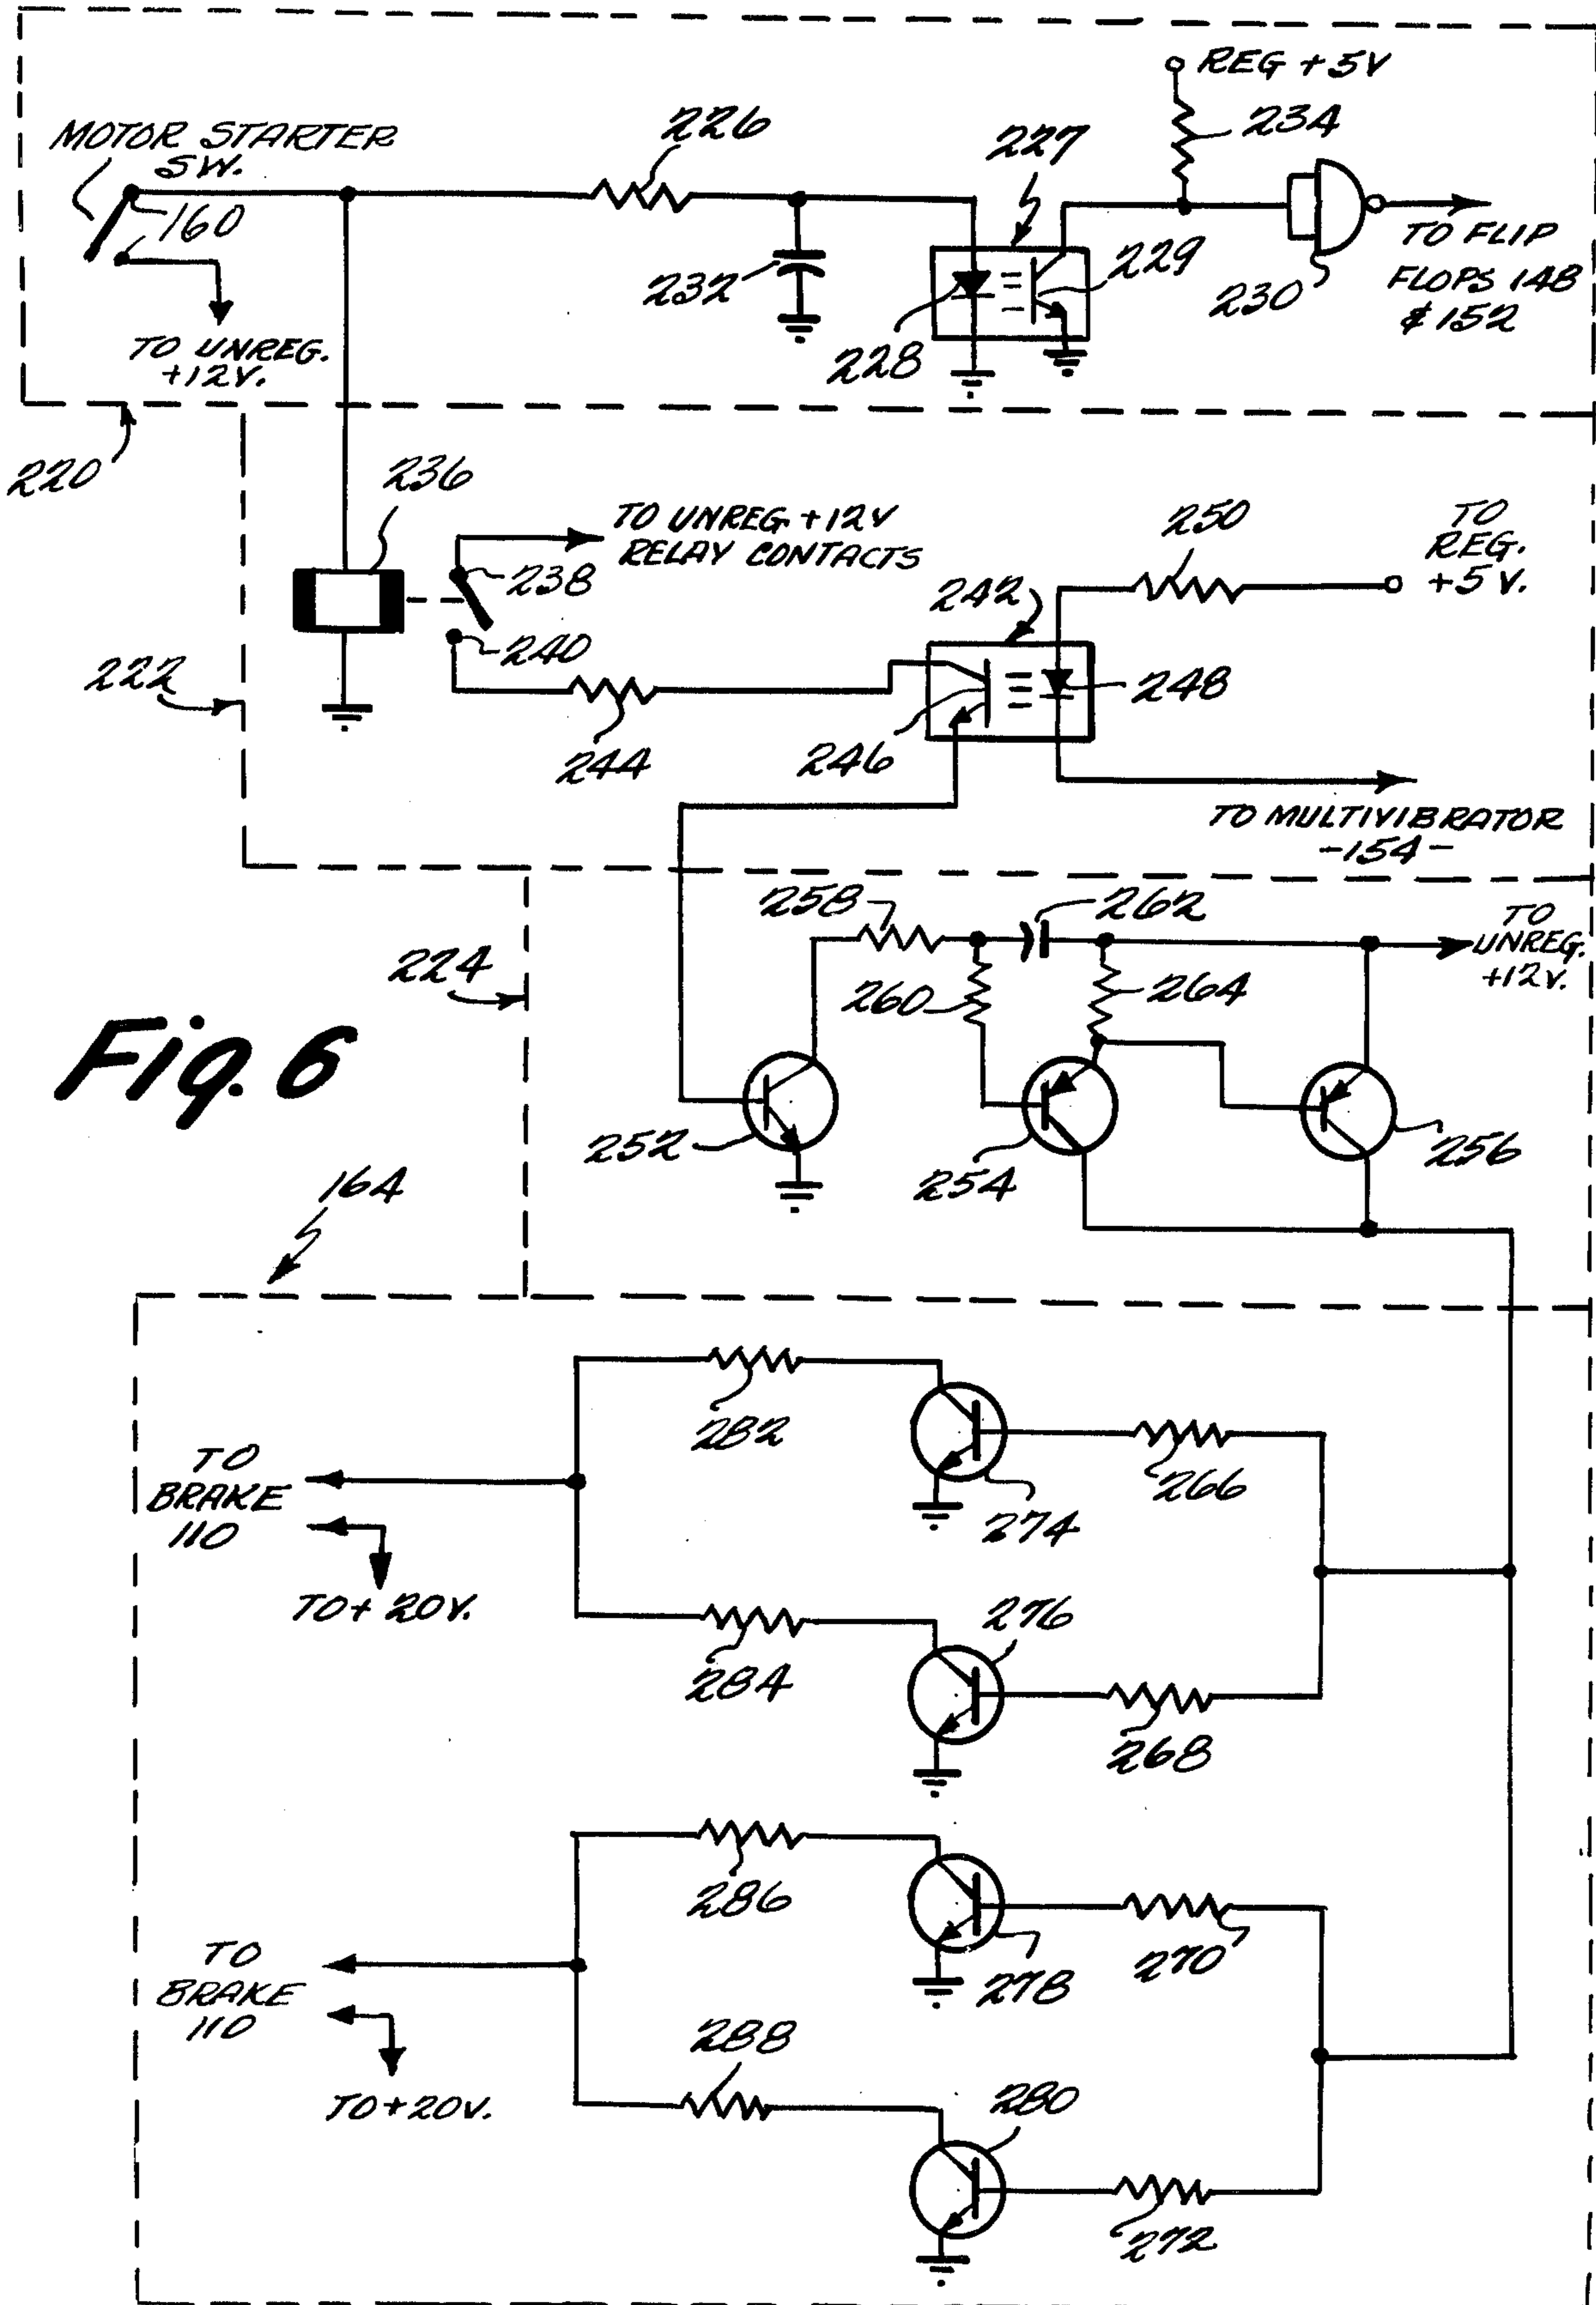 REG +5V
MOTOR STARTER
SW.
226
227
234
160
TO FLIP
FLOPS 148
& 152
232
229
230
228
TO UNREG.
+12V.
220
236
TO UNREG +12V
RELAY CONTACTS
250
TO
REG.
+5 V.
238
242
240
222
248
244
246
TO MULTIVIBRATOR
-154-
258
262
TO
UNREG.
+12V.
224
260
264
Fig. 6
252
254
256
164
282
266
TO
BRAKE
110
274
TO+ 20V.
276
284
268
286
270
TO
BRAKE
110
278
288
TO+20V.
280
272